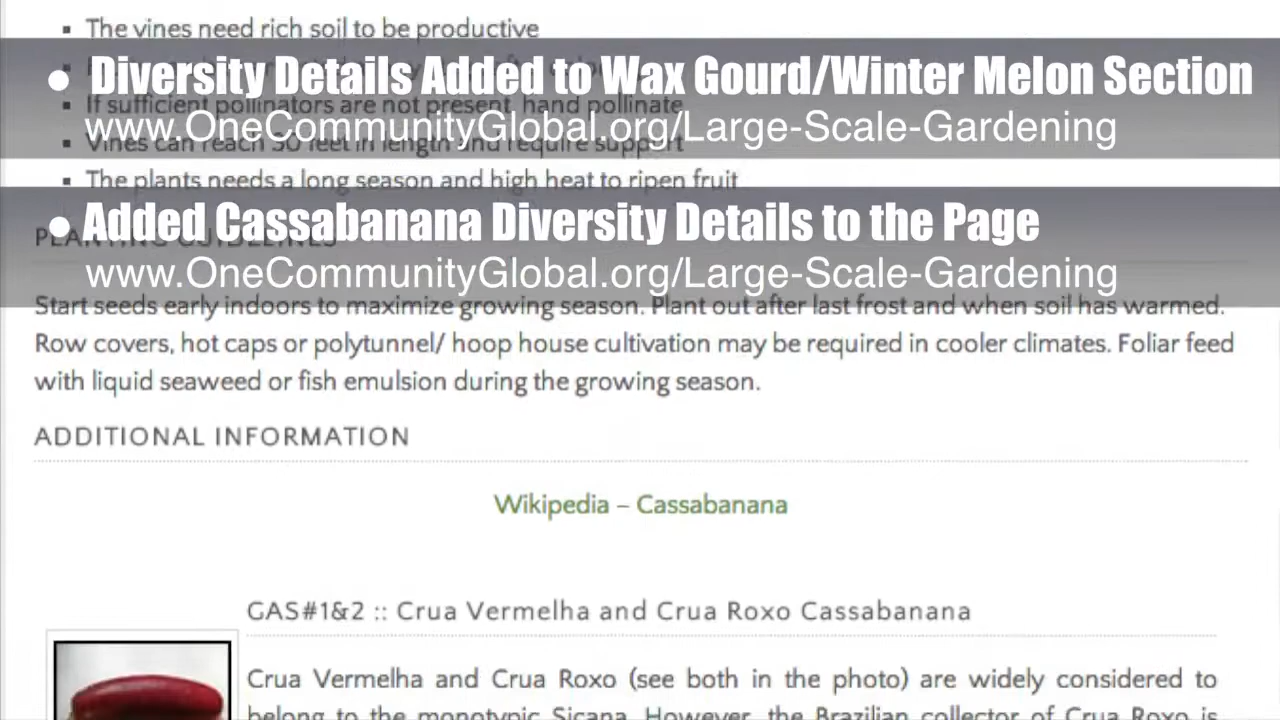 ▪ The vines need rich soil to be productive
● Diversity Details Added to Wax Gourd/Winter Melon Section
▪ If sufficient pollinators are not present, hand pollinate
www.OneCommunityGlobal.org/Large-Scale-Gardening
▪ Vines can reach 50 feet in length and require support
▪ The plants needs a long season and high heat to ripen fruit
● Added Cassabanana Diversity Details to the Page
PLANTING GUIDELINES
www.OneCommunityGlobal.org/Large-Scale-Gardening
Start seeds early indoors to maximize growing season. Plant out after last frost and when soil has warmed.
Row covers, hot caps or polytunnel/ hoop house cultivation may be required in cooler climates. Foliar feed
with liquid seaweed or fish emulsion during the growing season.
ADDITIONAL INFORMATION
Wikipedia – Cassabanana
GAS#1&2 :: Crua Vermelha and Crua Roxo Cassabanana
Crua Vermelha and Crua Roxo (see both in the photo) are widely considered to
belong to the monotypic Sicana. However, the Brazilian collector of Crua Roxo is